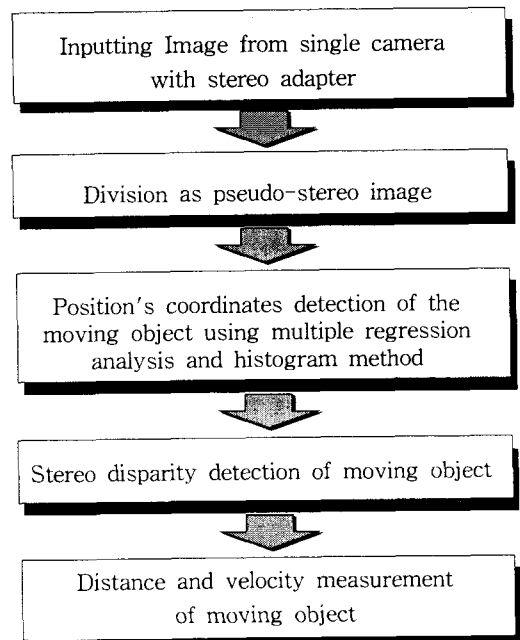 Inputting Image from single camera
with stereo adapter
Division as pseudo-stereo image
Position's coordinates detection of the
moving object using multiple regression
analysis and histogram method
Stereo disparity detection of moving object
Distance and velocity measurement
of moving object